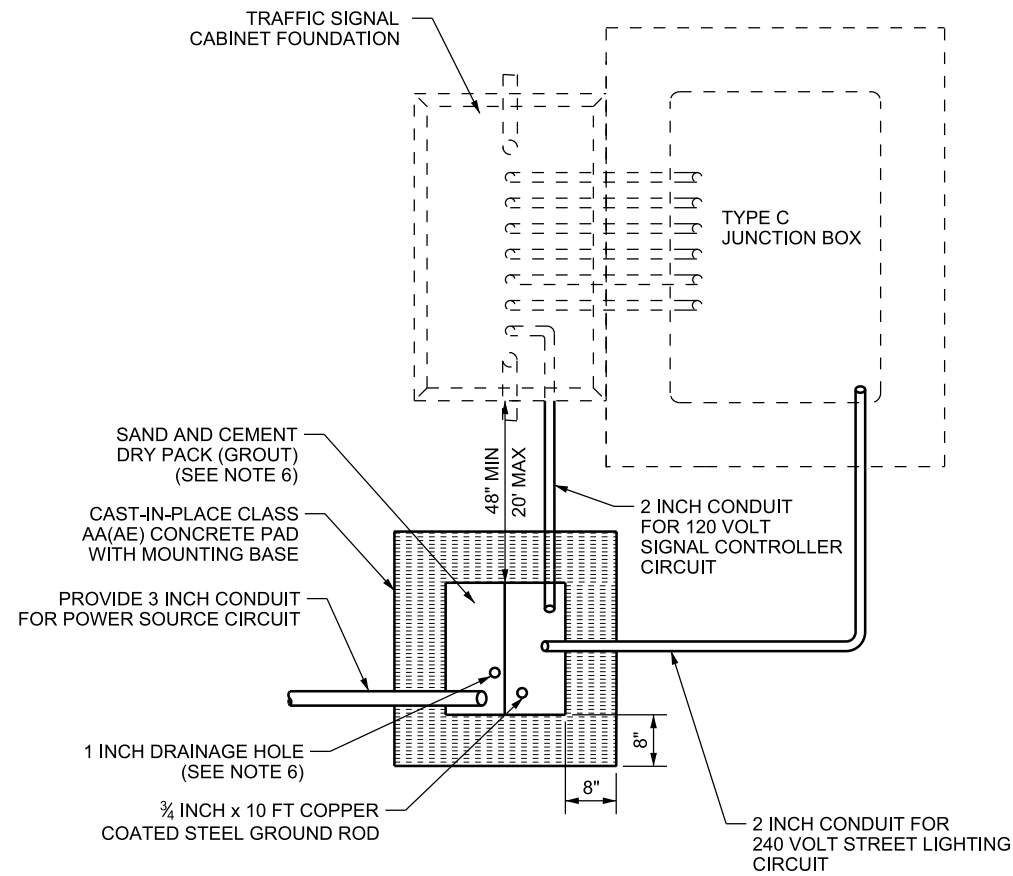 TRAFFIC SIGNAL
CABINET FOUNDATION
TYPE C
JUNCTION BOX
SAND AND CEMENT
DRY PACK (GROUT)
(SEE NOTE 6)
48" MIN
20' MAX
CAST-IN-PLACE CLASS
AA(AE) CONCRETE PAD
WITH MOUNTING BASE
2 INCH CONDUIT
FOR 120 VOLT
SIGNAL CONTROLLER
CIRCUIT
PROVIDE 3 INCH CONDUIT
FOR POWER SOURCE CIRCUIT
1 INCH DRAINAGE HOLE
(SEE NOTE 6)
8"
8"
¾ INCH x 10 FT COPPER
COATED STEEL GROUND ROD
2 INCH CONDUIT FOR
240 VOLT STREET LIGHTING
CIRCUIT